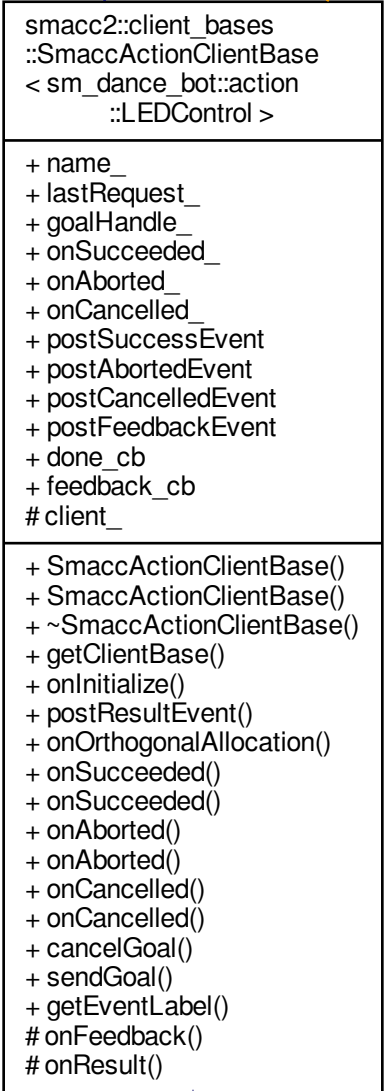 smacc2::client_bases
::SmaccActionClientBase
< sm_dance_bot::action
::LEDControl >
+ name_
+ lastRequest_
+ goalHandle_
+ onSucceeded_
+ onAborted_
+ onCancelled_
+ postSuccessEvent
+ postAbortedEvent
+ postCancelledEvent
+ postFeedbackEvent
+ done_cb
+ feedback_cb
# client_
+ SmaccActionClientBase()
+ SmaccActionClientBase()
+ ~SmaccActionClientBase()
+ getClientBase()
+ onInitialize()
+ postResultEvent()
+ onOrthogonalAllocation()
+ onSucceeded()
+ onSucceeded()
+ onAborted()
+ onAborted()
+ onCancelled()
+ onCancelled()
+ cancelGoal()
+ sendGoal()
+ getEventLabel()
# onFeedback()
# onResult()